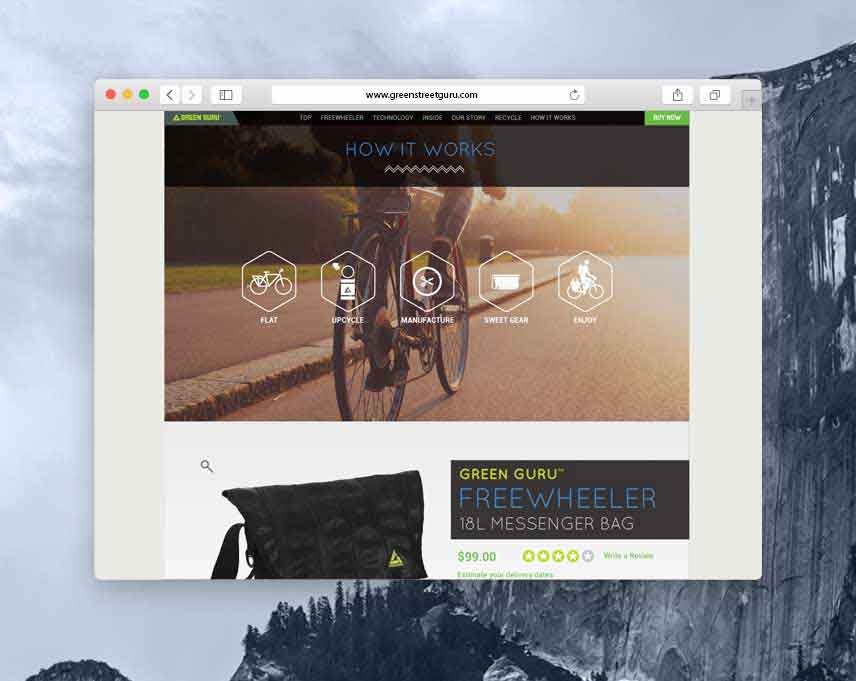 www.greenstreetguru.com
GREEN GURU™
TOP FREEWHEELER TECHNOLOGY INSIDE OUR STORY RECYCLE HOW IT WORKS
BUY NOW
HOW IT WORKS
FLAT UPCYCLE MANUFACTURE SWEET GEAR ENJOY
GREEN GURU™
FREEWHEELER
18L MESSENGER BAG
$99.00 Write a Review
Estimate your delivery dates